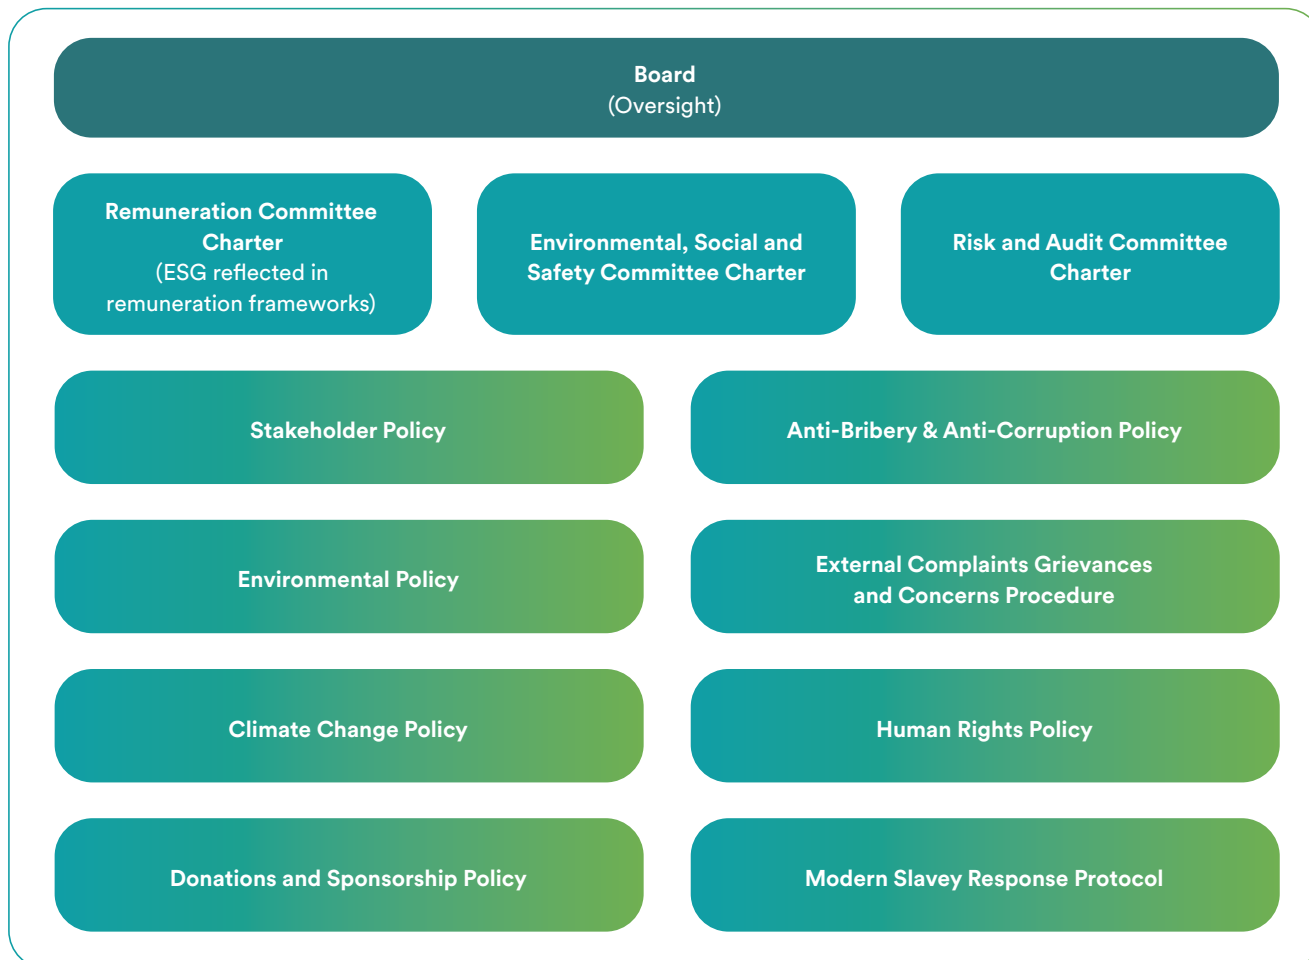 Board
(Oversight)
Remuneration Committee
Charter
(ESG reflected in
remuneration frameworks)
Environmental, Social and
Safety Committee Charter
Risk and Audit Committee
Charter
Stakeholder Policy
Anti-Bribery & Anti-Corruption Policy
Environmental Policy
External Complaints Grievances
and Concerns Procedure
Climate Change Policy
Human Rights Policy
Donations and Sponsorship Policy
Modern Slavey Response Protocol